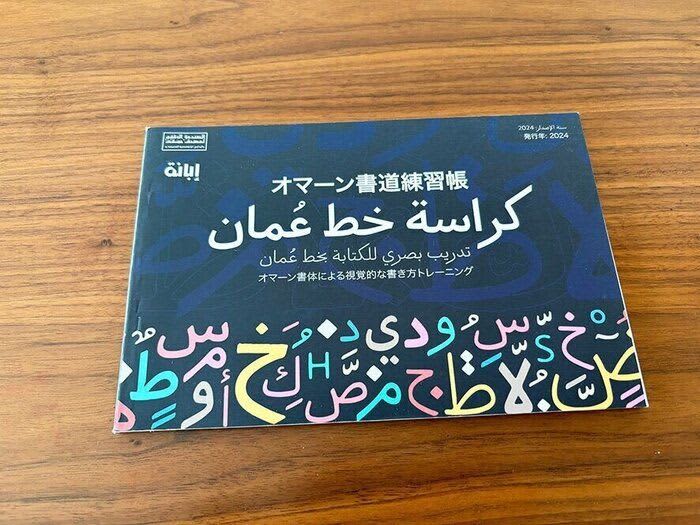 سنة الإصدار: 2024
発行年: 2024
إبانة
オマーン書道練習帳
كراسة خط عُمان
تدريب بصري للكتابة بخط عُمان
オマーン書体による視覚的な書き方トレーニング